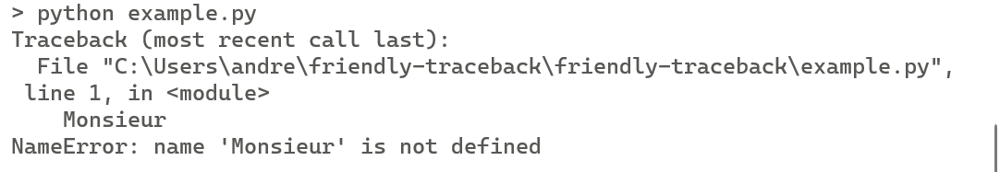 > python example.py
Traceback (most recent call last):
  File "C:\Users\andre\friendly-traceback\friendly-traceback\example.py",
 line 1, in <module>
    Monsieur
NameError: name 'Monsieur' is not defined